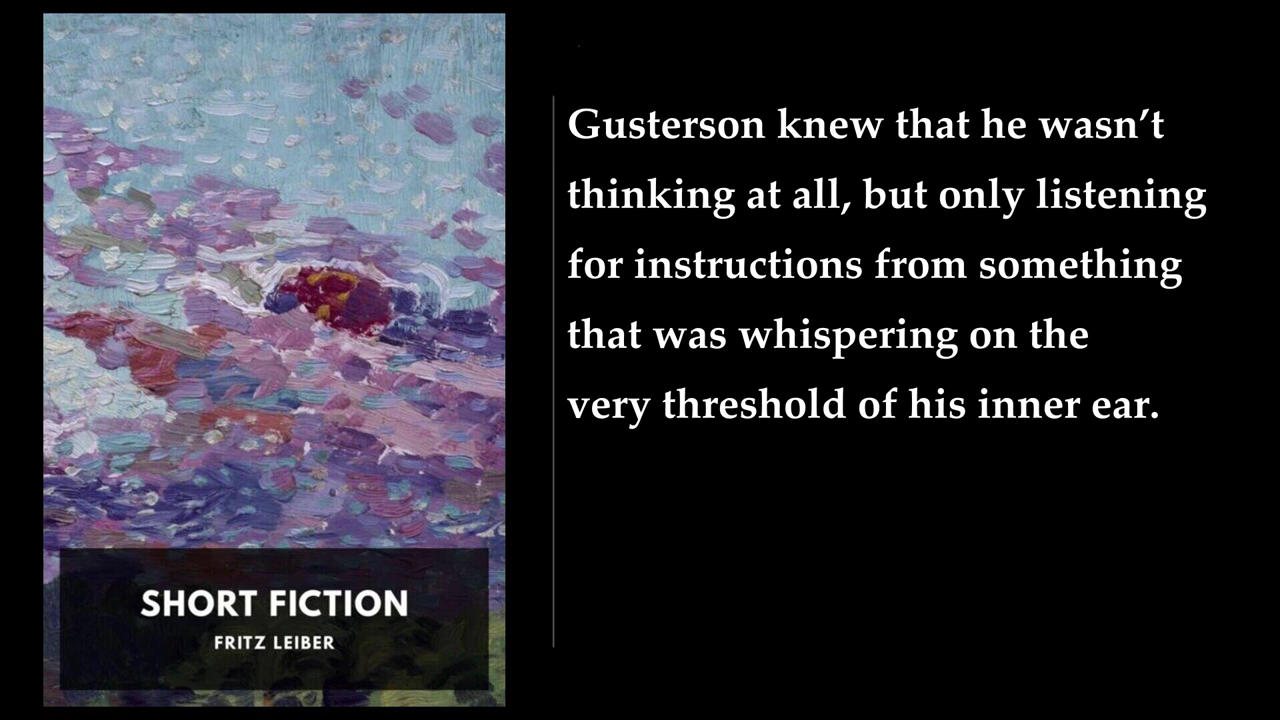 Gusterson knew that he wasn’t
thinking at all, but only listening
for instructions from something
that was whispering on the
very threshold of his inner ear.
SHORT FICTION
FRITZ LEIBER